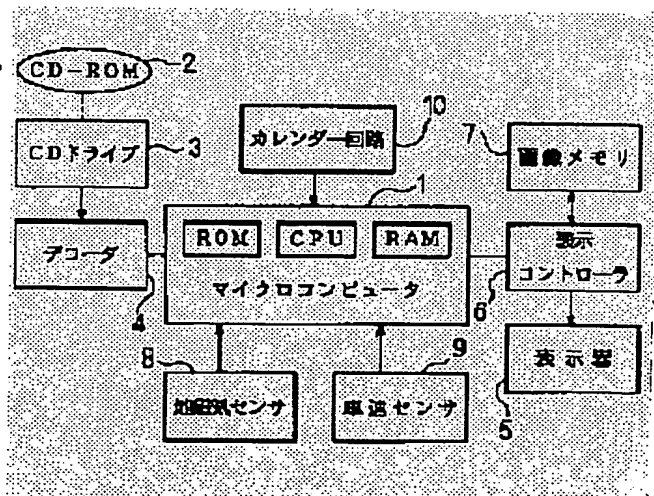 CD-ROM
2
CDドライブ
3
デコーダ
4
カレンダー回路
10
1
ROM CPU RAM
マイクロコンピュータ
7
画像メモリ
表示
コントローラ
6
表示器
5
8
地磁気センサ
9
車速センサ